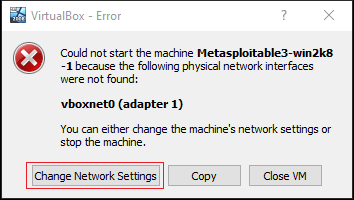 VirtualBox - Error
?
Could not start the machine Metasploitable3-win2k8
-1 because the following physical network interfaces
were not found:
vboxnet0 (adapter 1)
You can either change the machine's network settings or
stop the machine.
Change Network Settings Copy Close VM